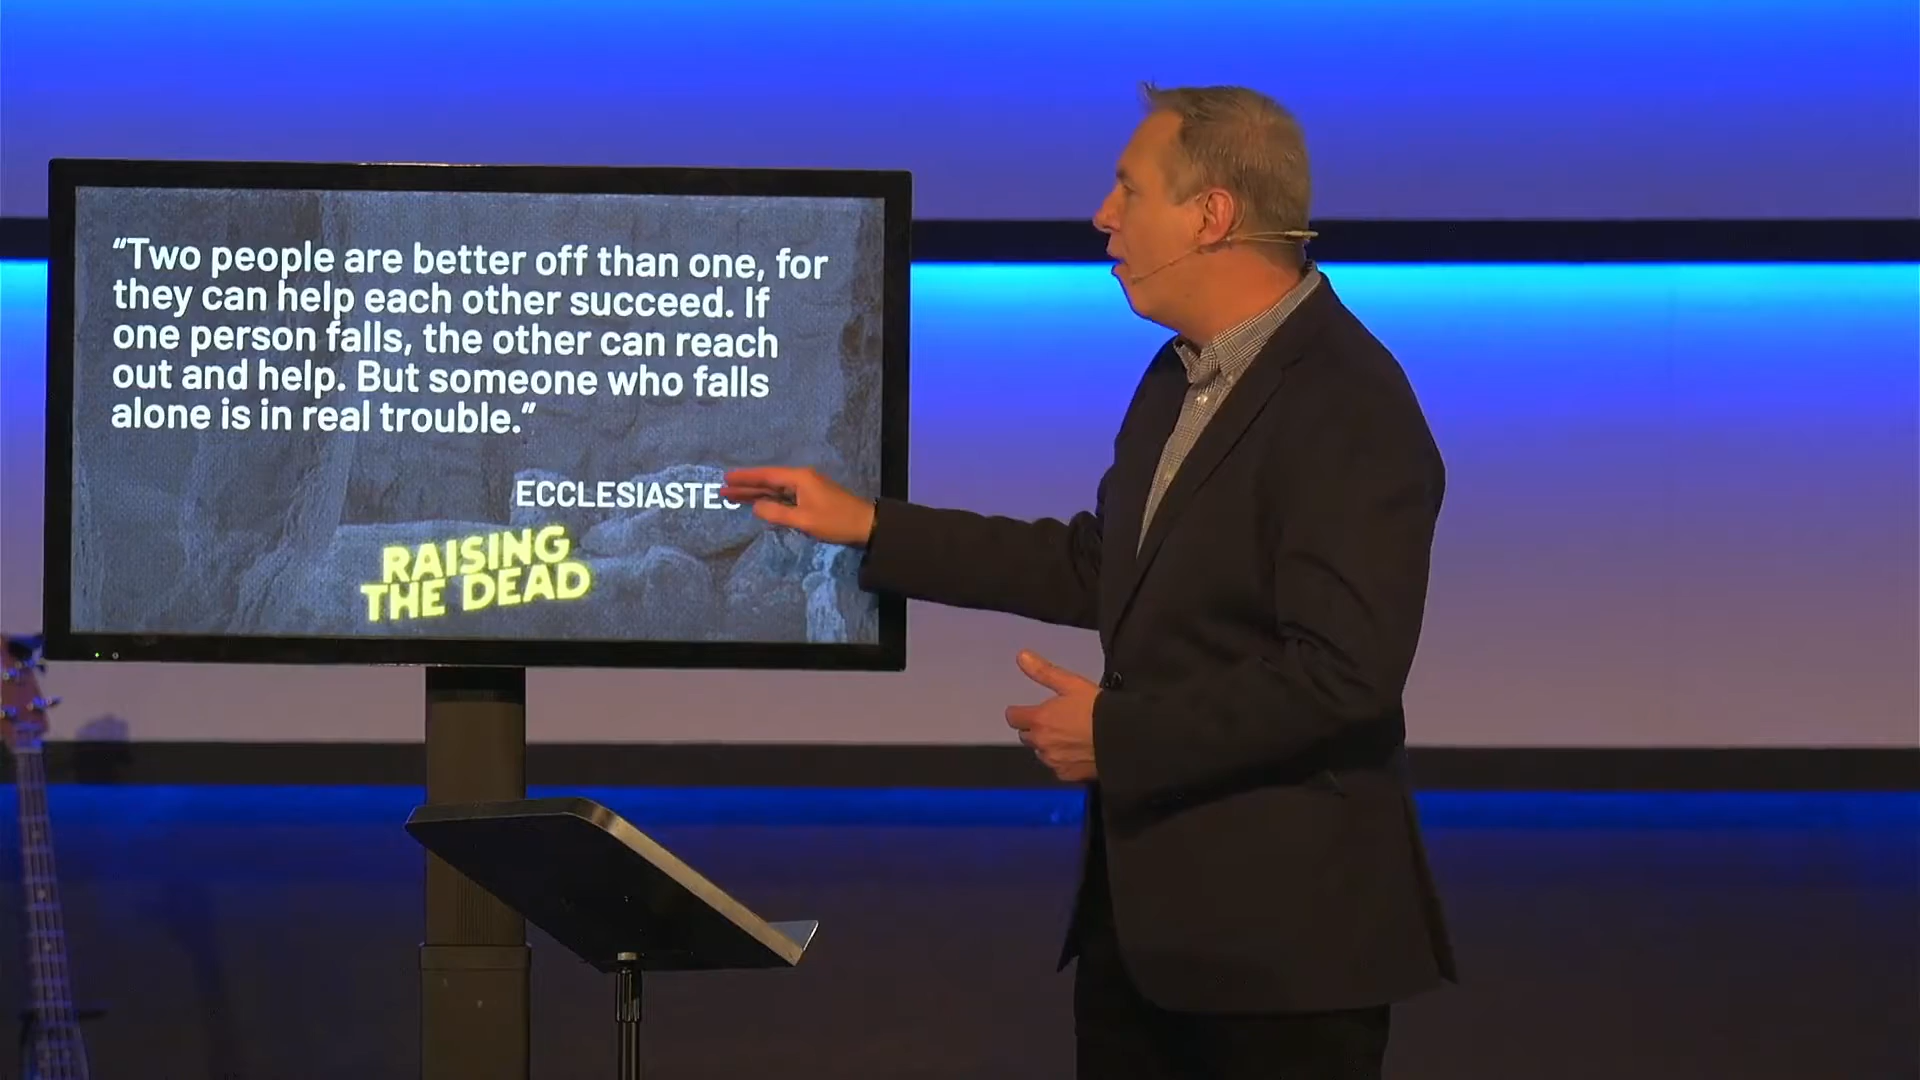 “Two people are better off than one, for
they can help each other succeed. If
one person falls, the other can reach
out and help. But someone who falls
alone is in real trouble.”
ECCLESIASTES
RAISING
THE DEAD